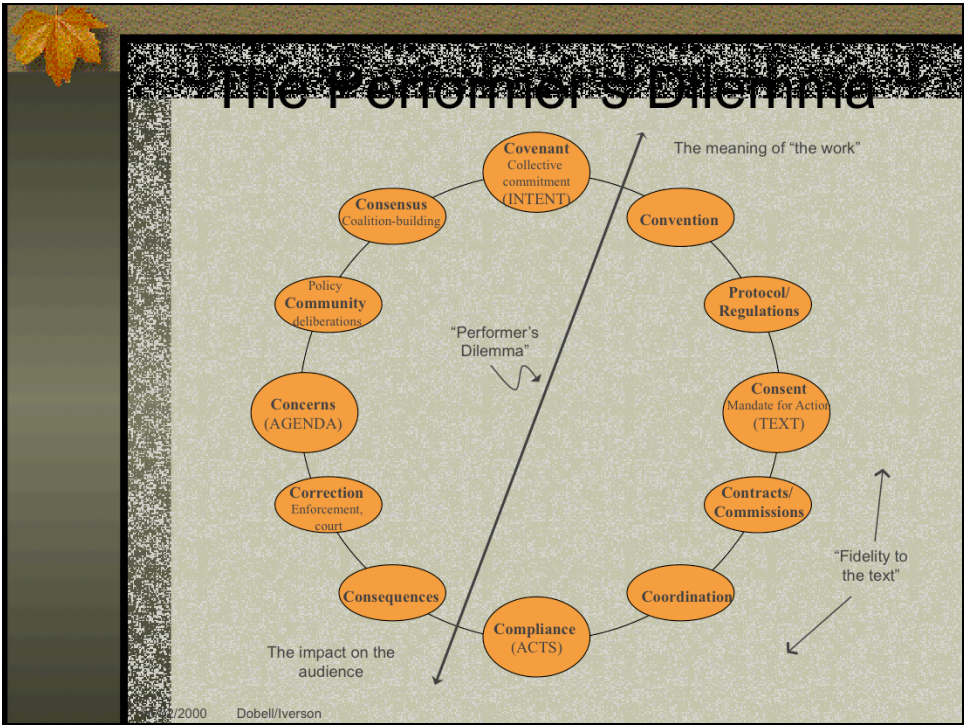 The Performer's Dilemma
The meaning of “the work”
Covenant
Collective
commitment
(INTENT)
Convention
Protocol/
Regulations
Consent
Mandate for Action
(TEXT)
Contracts/
Commissions
Coordination
Compliance
(ACTS)
Consequences
Correction
Enforcement,
court
Concerns
(AGENDA)
Policy
Community
deliberations
Consensus
Coalition-building
“Performer’s
Dilemma”
“Fidelity to
the text”
The impact on the
audience
Dobell/Iverson